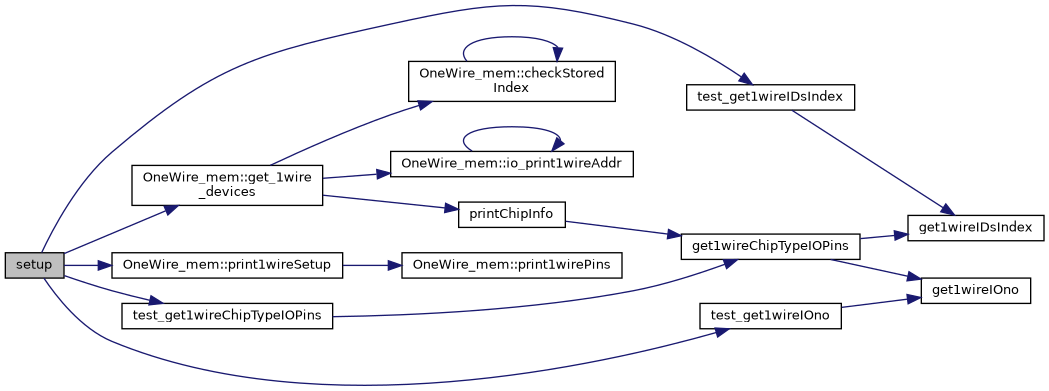 OneWire_mem::checkStored
Index
test_get1wireIDsIndex
OneWire_mem::io_print1wireAddr
OneWire_mem::get_1wire
_devices
printChipInfo
get1wireIDsIndex
get1wireChipTypeIOPins
setup
OneWire_mem::print1wireSetup
OneWire_mem::print1wirePins
get1wireIOno
test_get1wireChipTypeIOPins
test_get1wireIOno